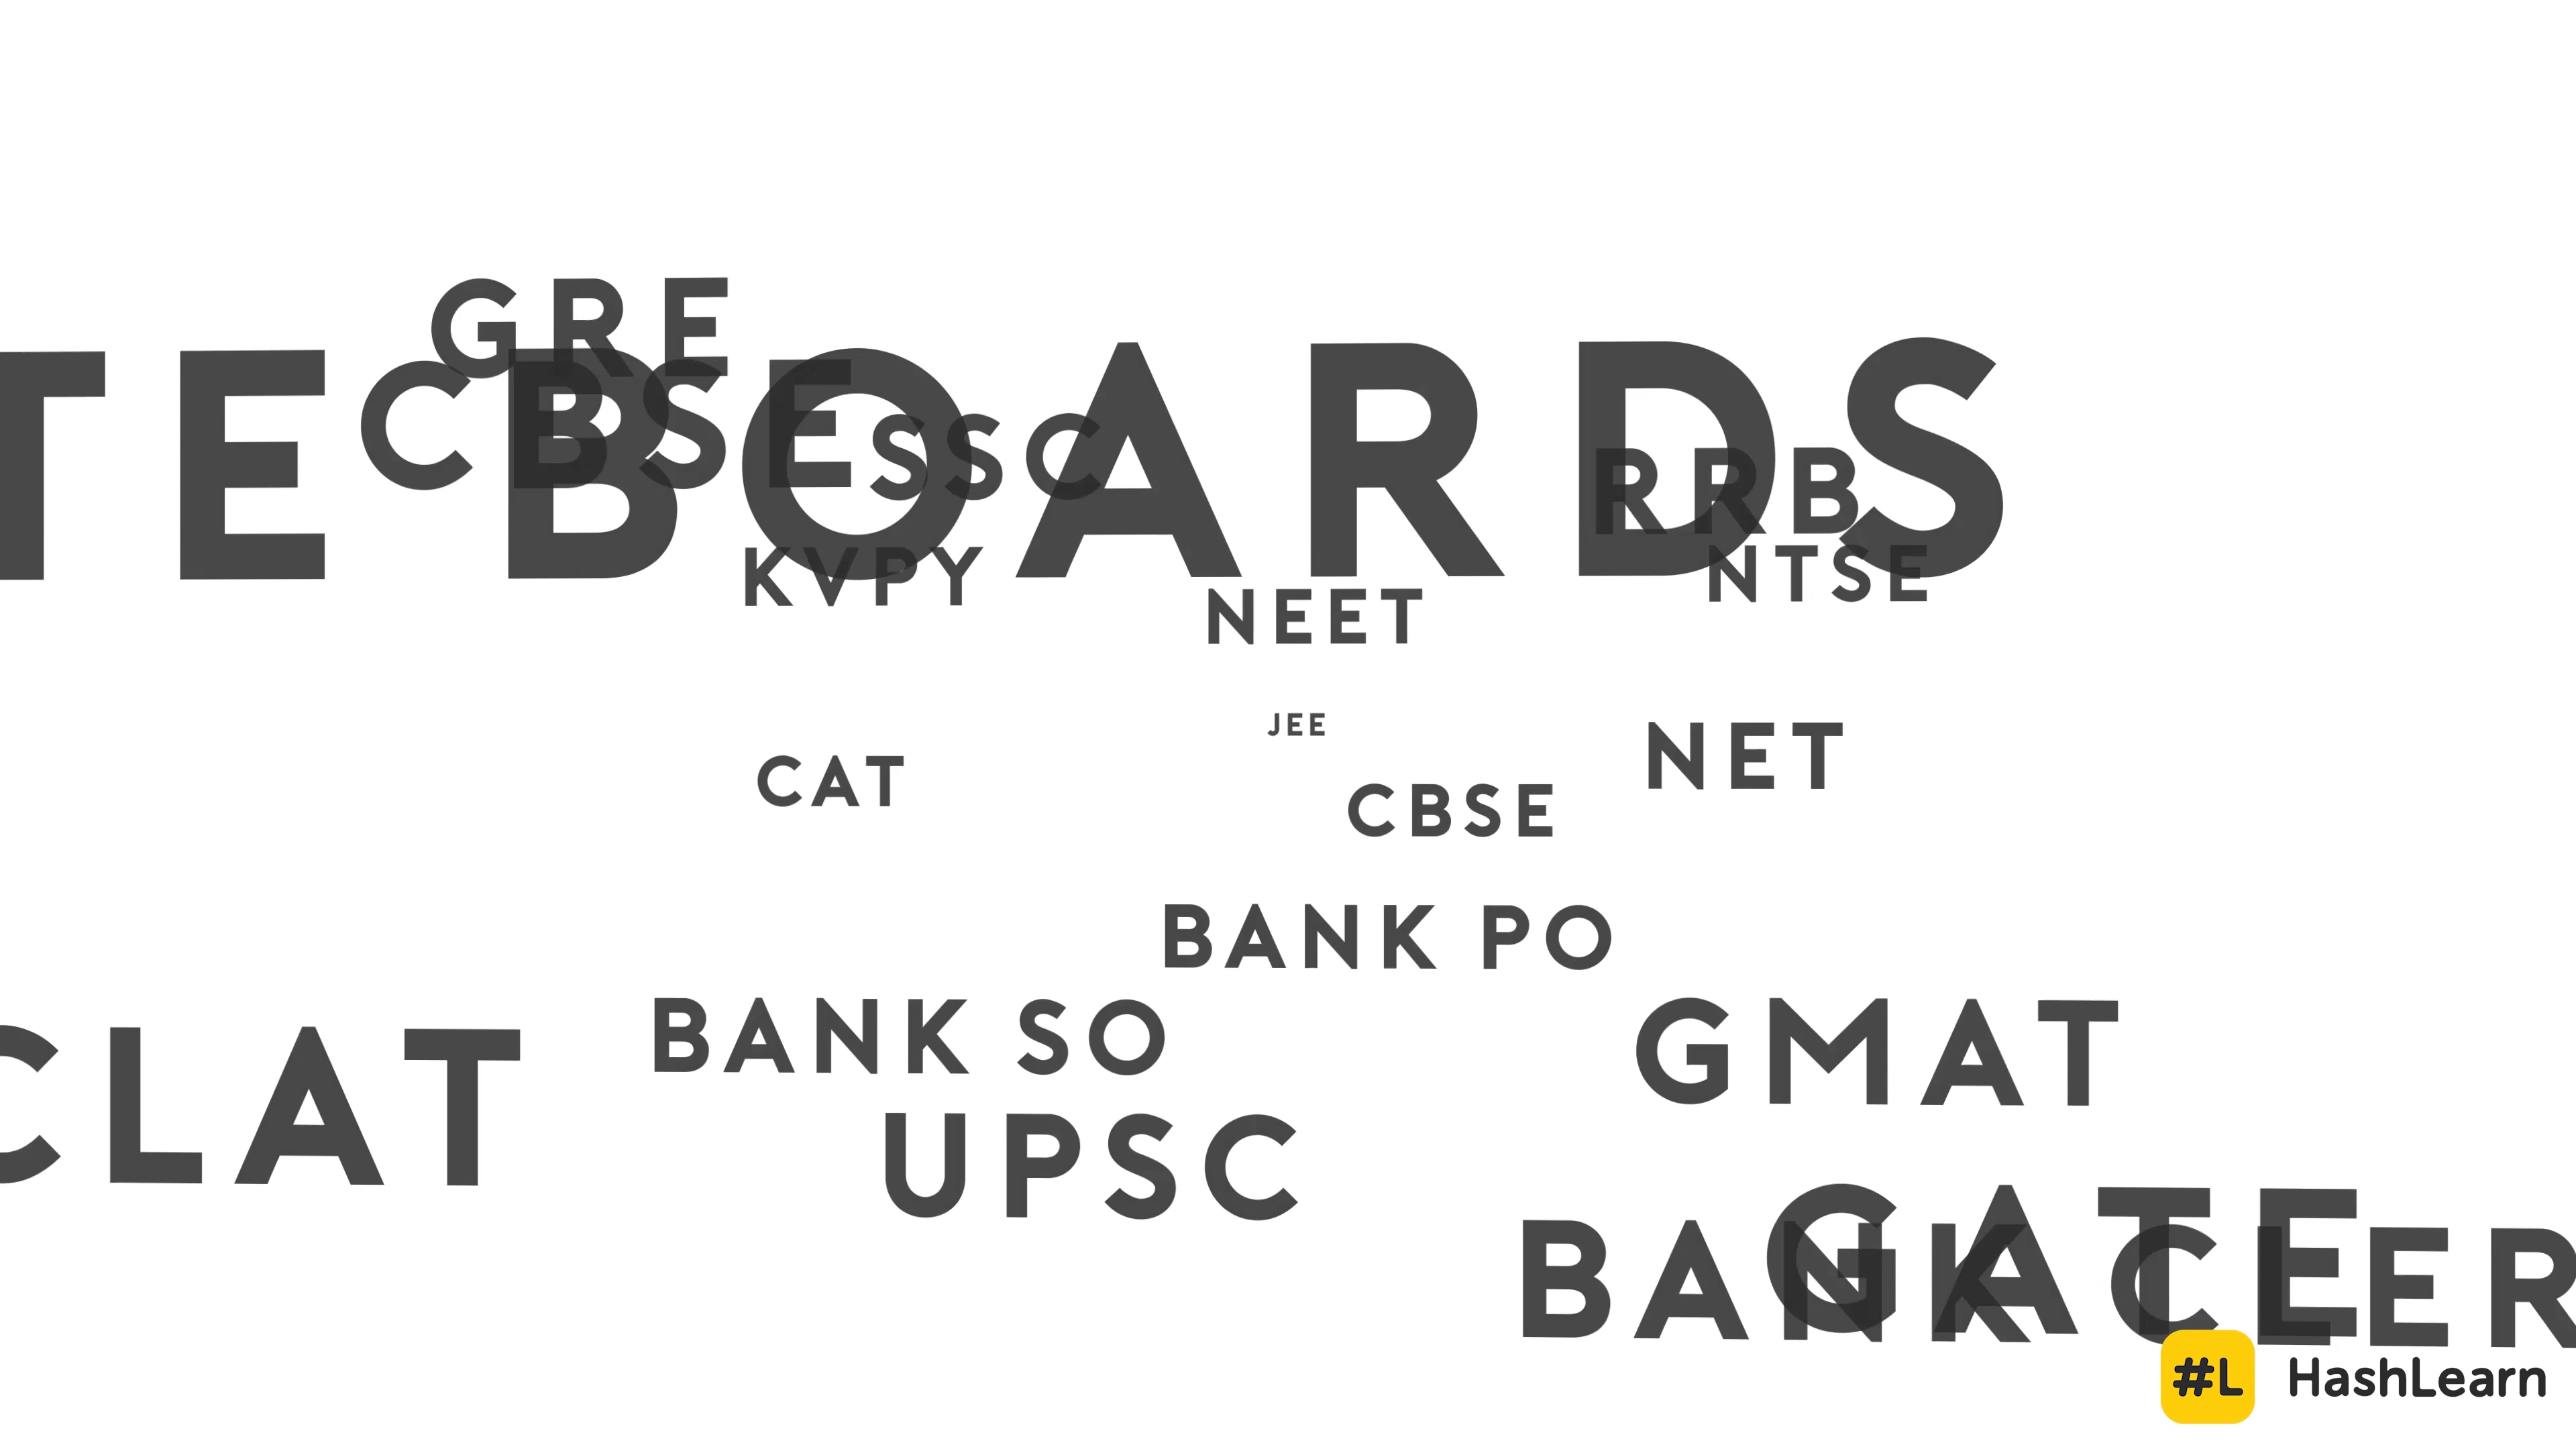 GRE
TE BOARDS
CBSE
SSC
RRB
KVPY
NTSE
NEET
JEE
NET
CAT
CBSE
BANK PO
BANK SO
GMAT
CLAT
UPSC
GATE
BANK CLER
#L HashLearn